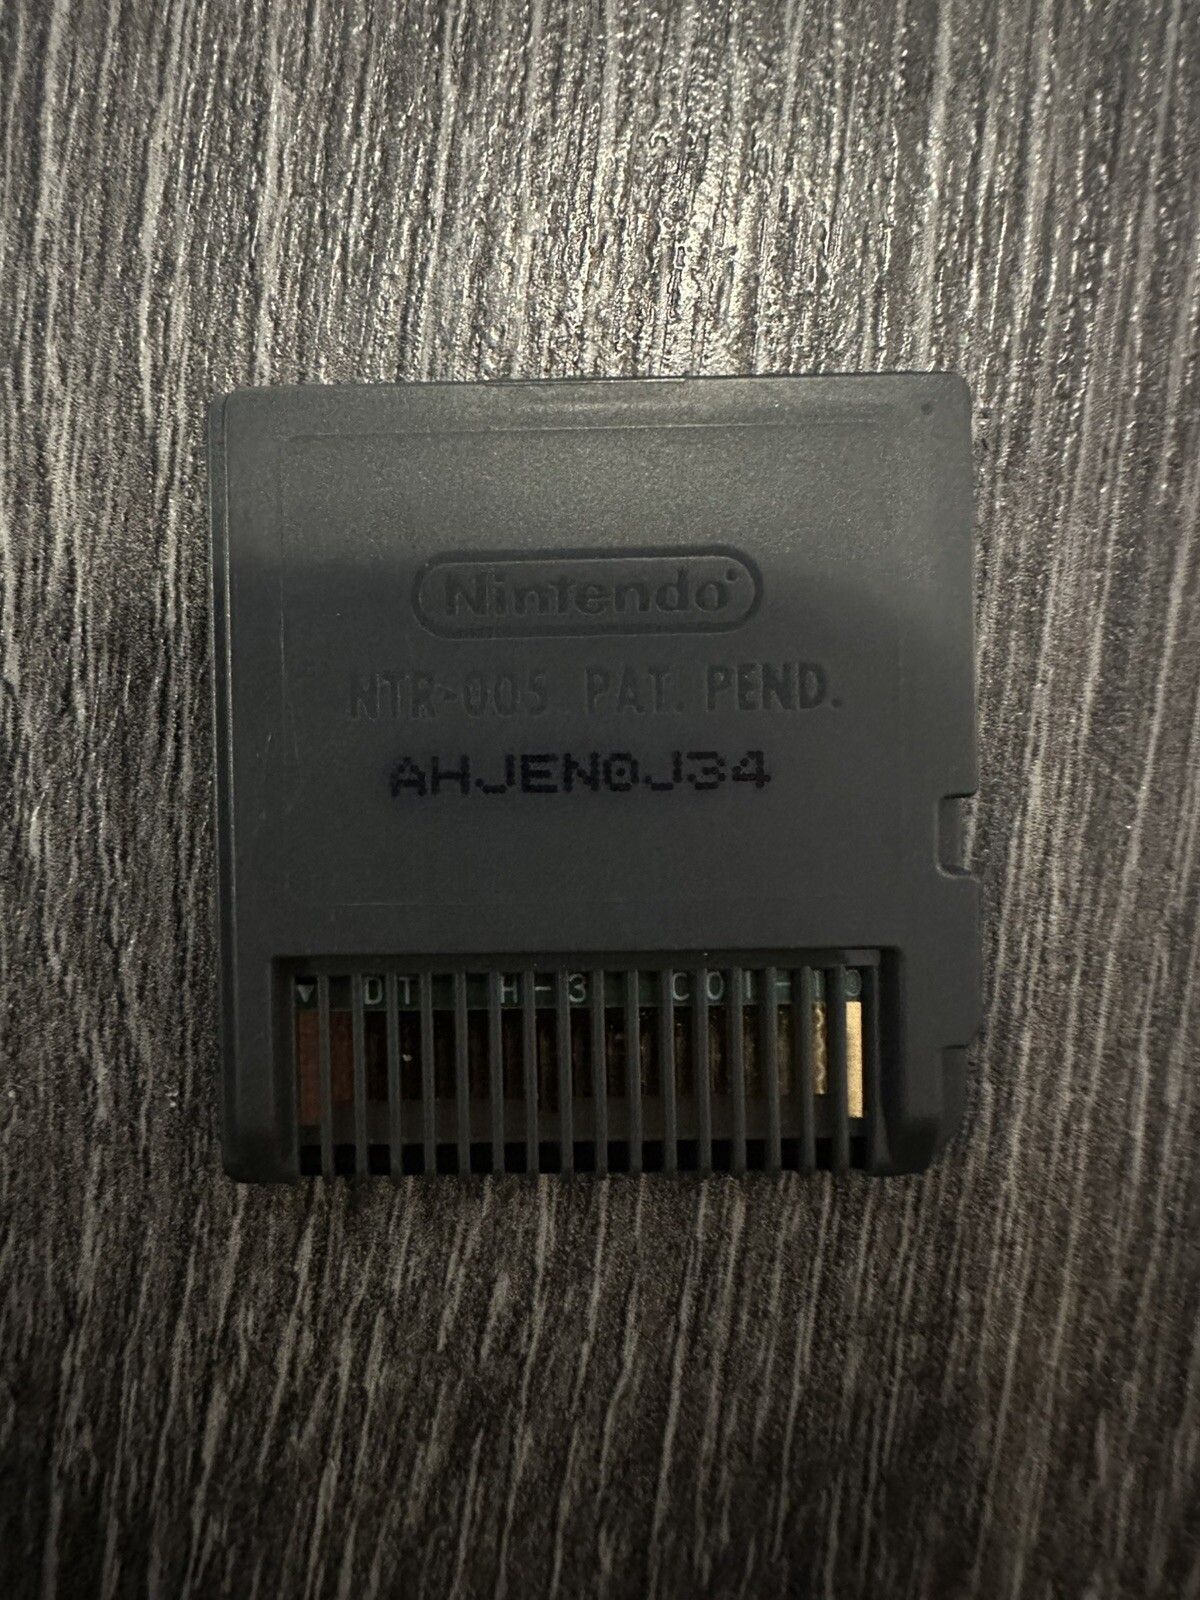 Nintendo
NTR-005 PAT. PEND.
AHJEN0J34
▼ DT H-3 C01-10